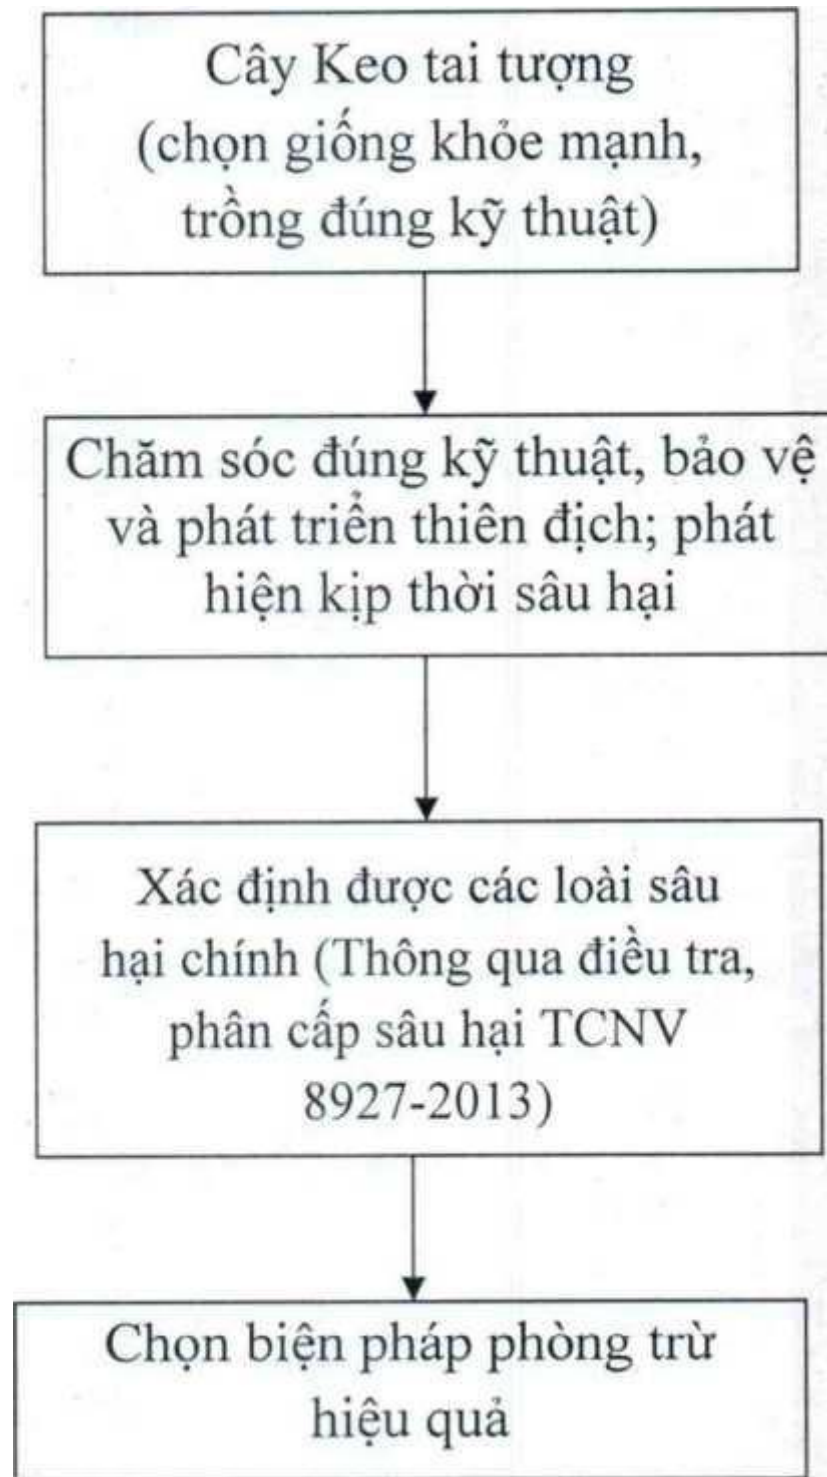 Cây Keo tai tượng
(chọn giống khỏe mạnh,
trồng đúng kỹ thuật)
Chăm sóc đúng kỹ thuật, bảo vệ
và phát triển thiên địch; phát
hiện kịp thời sâu hại
Xác định được các loài sâu
hại chính (Thông qua điều tra,
phân cấp sâu hại TCNV
8927-2013)
Chọn biện pháp phòng trừ
hiệu quả